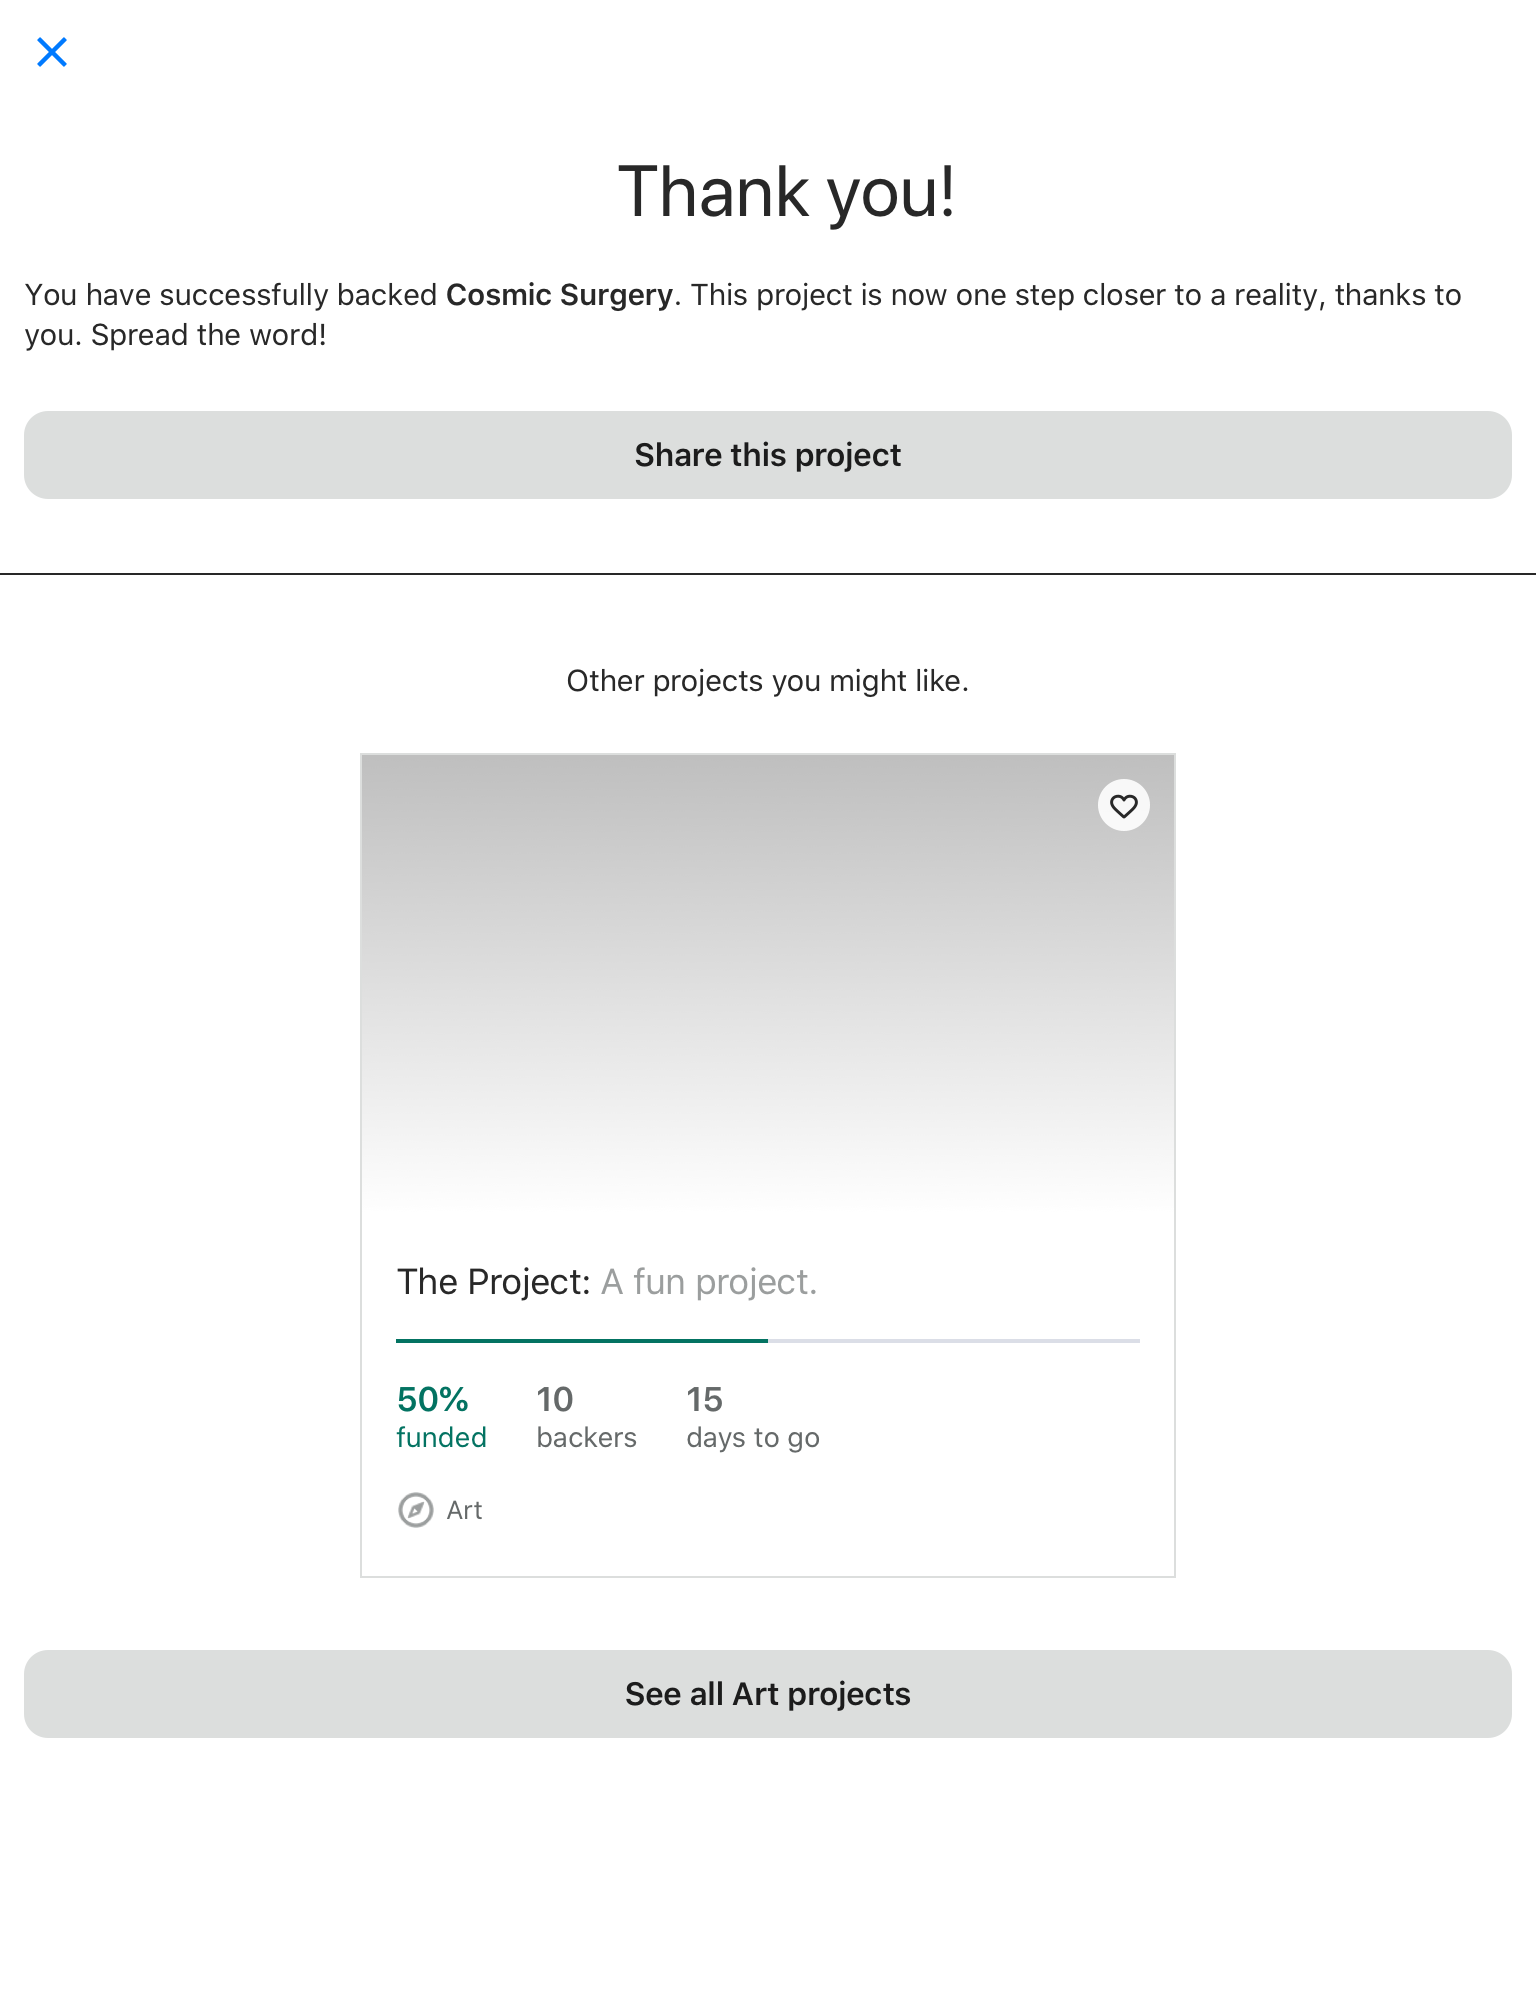 Thank you!
You have successfully backed Cosmic Surgery. This project is now one step closer to a reality, thanks to
you. Spread the word!
Share this project
Other projects you might like.
The Project: A fun project.
50% 10 15
funded backers days to go
Art
See all Art projects